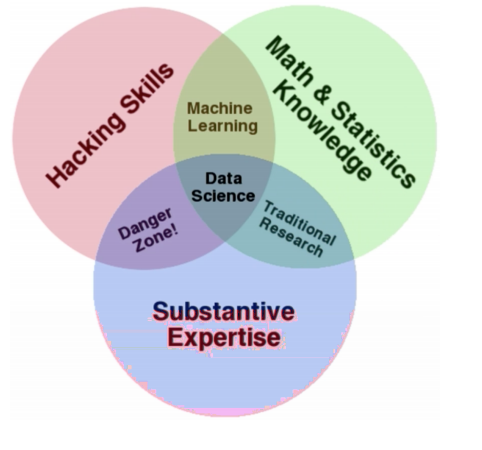 Hacking Skills
Math & Statistics
Knowledge
Machine
Learning
Data
Science
Danger
Zone!
Traditional
Research
Substantive
Expertise